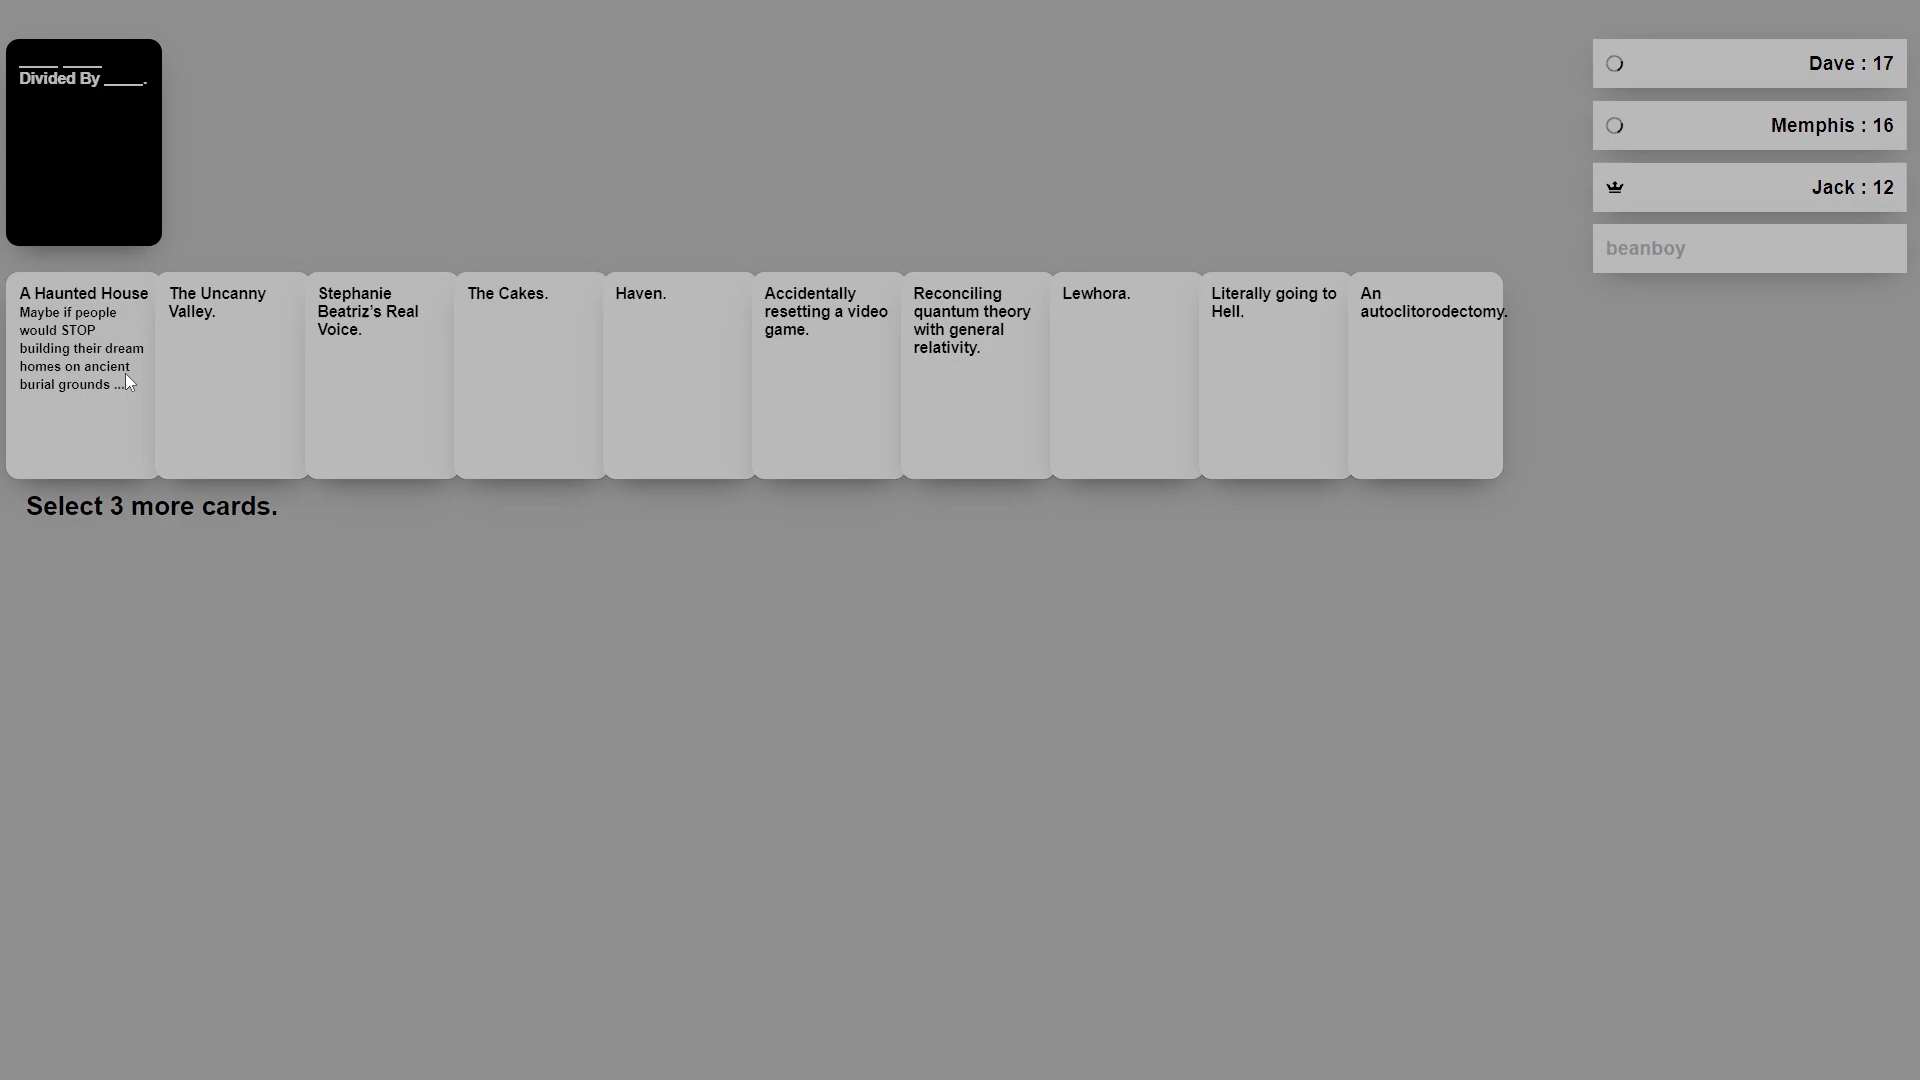 ____ ____
Divided By ____.
Dave : 17
Memphis : 16
Jack : 12
beanboy
A Haunted House
Maybe if people
would STOP
building their dream
homes on ancient
burial grounds ...
The Uncanny
Valley.
Stephanie
Beatriz’s Real
Voice.
The Cakes.
Haven.
Accidentally
resetting a video
game.
Reconciling
quantum theory
with general
relativity.
Lewhora.
Literally going to
Hell.
An
autoclitorodectomy.
Select 3 more cards.